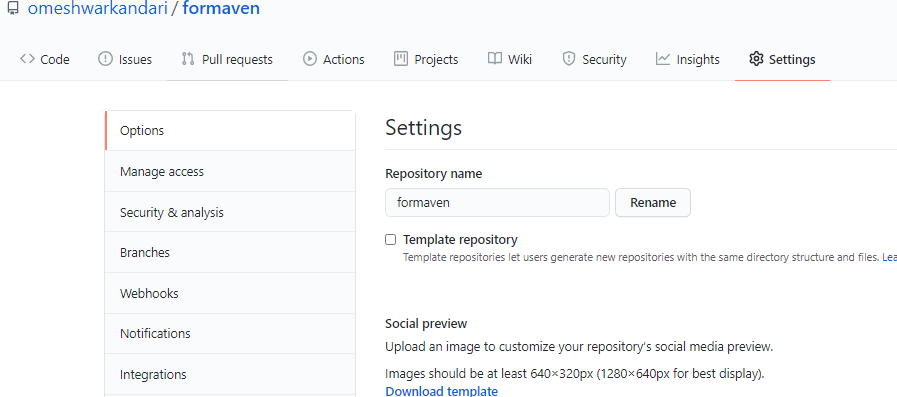 omeshwarkandari / formaven
Code Issues Pull requests Actions Projects Wiki Security Insights Settings
Options
Manage access
Security & analysis
Branches
Webhooks
Notifications
Integrations
Settings
Repository name
formaven Rename
Template repository
Template repositories let users generate new repositories with the same directory structure and files.
Social preview
Upload an image to customize your repository's social media preview.
Images should be at least 640×320px (1280×640px for best display).
Download template